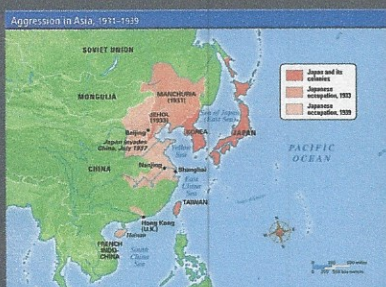 Aggression in Asia, 1931–1939
SOVIET UNION
MONGOLIA
MANCHURIA
(1931)
JEHOL
(1933)
Beijing
Japan invades
China, July 1937
Sea of Japan
(East Sea)
KOREA
JAPAN
Yellow
Sea
CHINA
Nanjing
Shanghai
East
China
Sea
PACIFIC
OCEAN
TAIWAN
Hong Kong
(U.K.)
Hainan
FRENCH
INDO-
CHINA
South
China
Sea
Japan and its
colonies
Japanese
occupation, 1933
Japanese
occupation, 1939